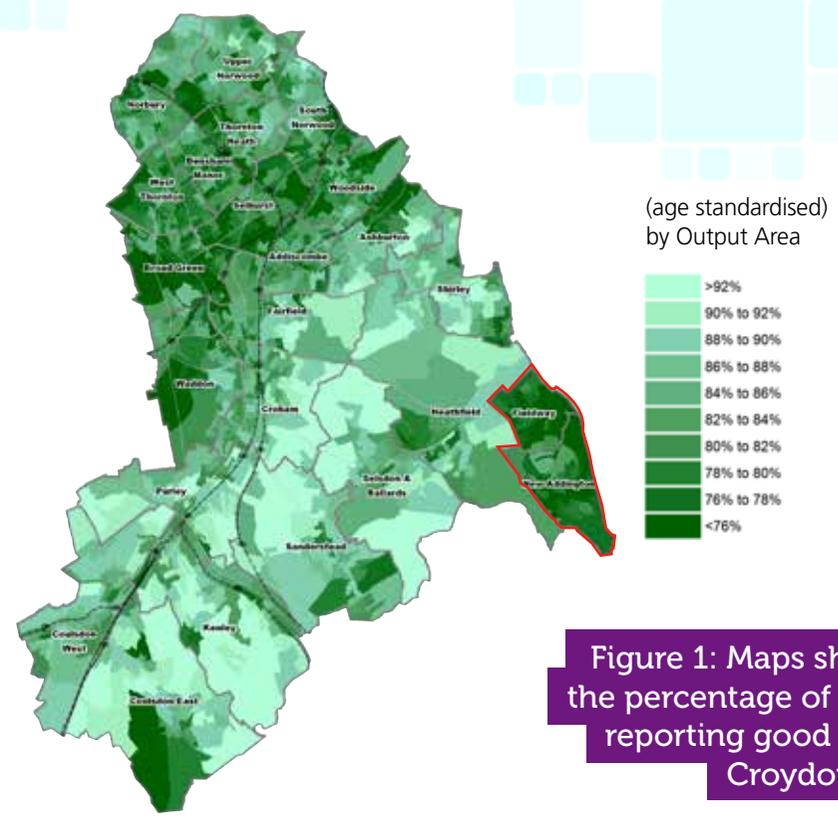 Upper
Norwood
Norbury
South
Norwood
Thornton
Heath
Bensham
Manor
West
Thornton
Woodside
Selhurst
Ashburton
Addiscombe
Broad Green
Shirley
Fairfield
Waddon
Croham
Heathfield
Fieldway
Selsdon &
Ballards
New Addington
Purley
Sanderstead
Kenley
Coulsdon
West
Coulsdon East
(age standardised)
by Output Area
>92%
90% to 92%
88% to 90%
86% to 88%
84% to 86%
82% to 84%
80% to 82%
78% to 80%
76% to 78%
<76%
Figure 1: Maps sh
the percentage of
reporting good
Croydo